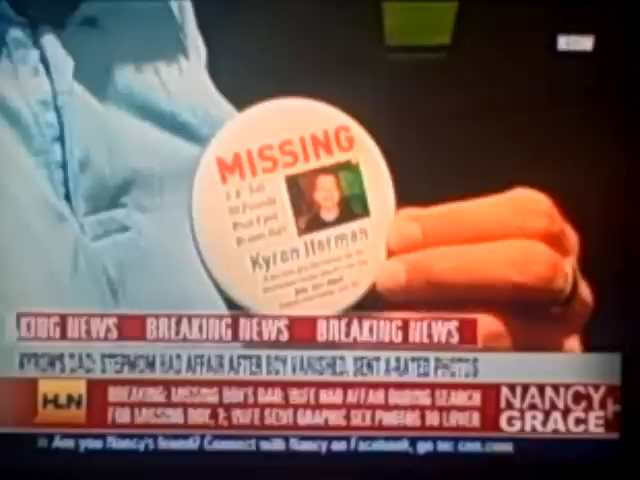 MISSING
Kyron Horman
KING NEWS BREAKING NEWS BREAKING NEWS
KYRON'S DAD: STEPMOM HAD AFFAIR AFTER BOY VANISHED, SENT X-RATED PHOTOS
HLN
BREAKING: MISSING BOY'S DAD: WIFE HAD AFFAIR DURING SEARCH
FOR MISSING BOY, 7; WIFE SENT GRAPHIC SEX PHOTOS TO LOVER
NANCY
GRACE
Are you Nancy's friend? Connect with Nancy on Facebook, go to: cnn.com